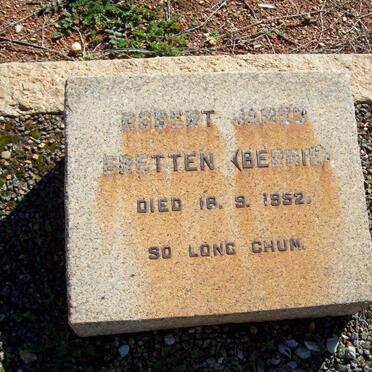 ROBERT JAMES
BRETTEN (BERRIE)
DIED 18. 9. 1952.
SO LONG CHUM.